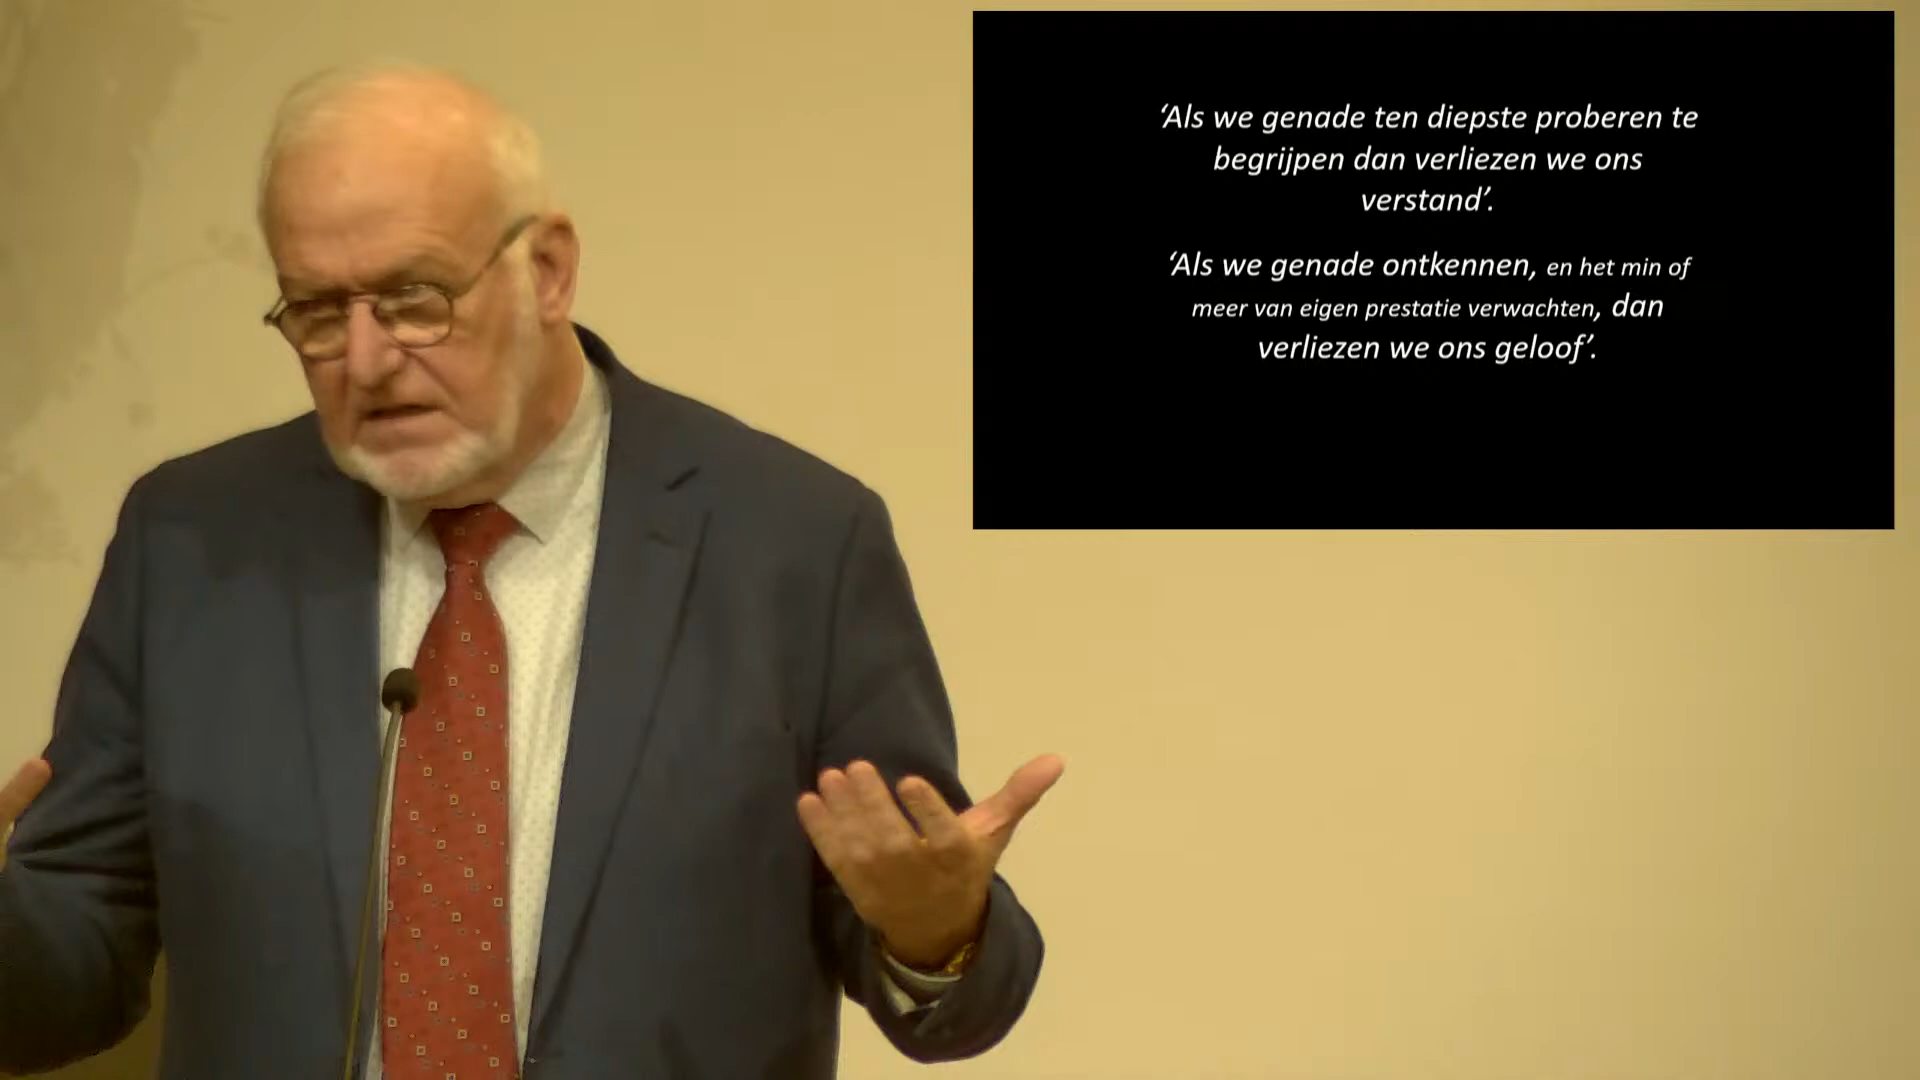 ‘Als we genade ten diepste proberen te
begrijpen dan verliezen we ons
verstand’.
‘Als we genade ontkennen, en het min of
meer van eigen prestatie verwachten, dan
verliezen we ons geloof’.